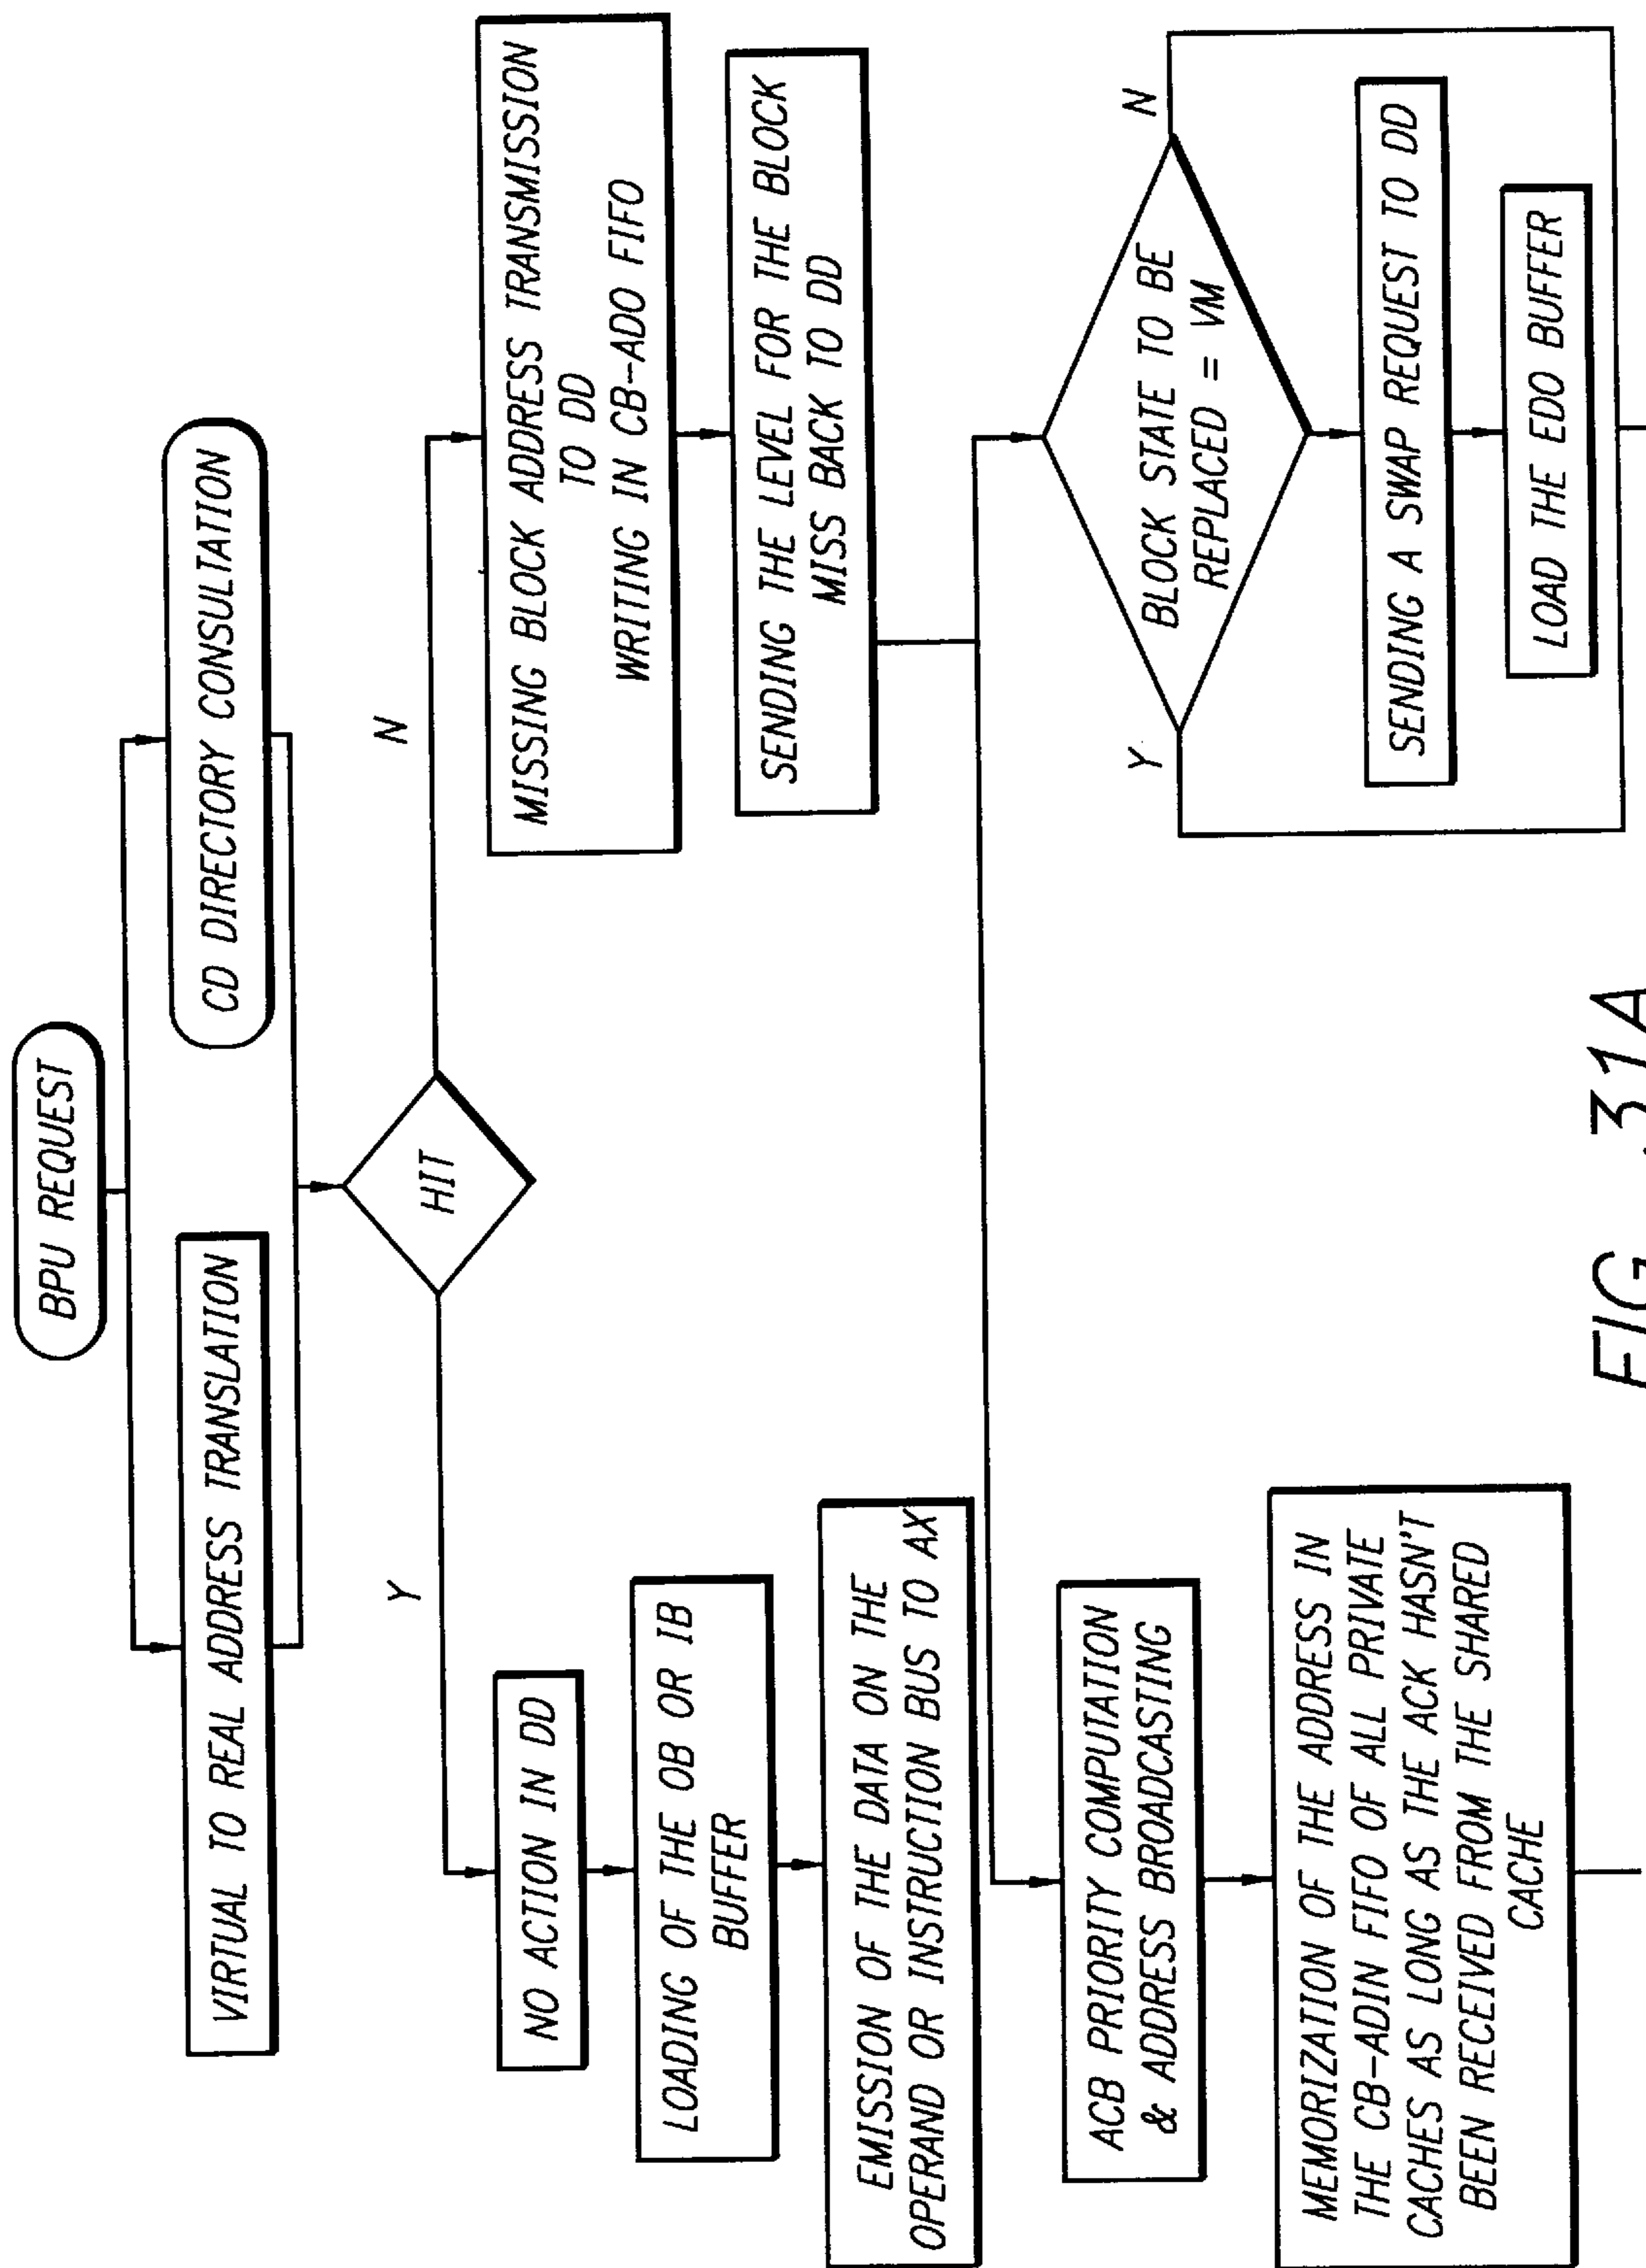 BPU REQUEST
VIRTUAL TO REAL ADDRESS TRANSLATION
CD DIRECTORY CONSULTATION
HIT
Y
N
NO ACTION IN DD
LOADING OF THE OB OR IB
BUFFER
EMISSION OF THE DATA ON THE
OPERAND OR INSTRUCTION BUS TO AX
MISSING BLOCK ADDRESS TRANSMISSION
TO DD
WRITING IN CB-ADO FIFO
SENDING THE LEVEL FOR THE BLOCK
MISS BACK TO DD
ACB PRIORITY COMPUTATION
& ADDRESS BROADCASTING
MEMORIZATION OF THE ADDRESS IN
THE CB-ADIN FIFO OF ALL PRIVATE
CACHES AS LONG AS THE ACK HASN'T
BEEN RECEIVED FROM THE SHARED
CACHE
Y
N
BLOCK STATE TO BE
REPLACED = VM
SENDING A SWAP REQUEST TO DD
LOAD THE EDO BUFFER
FIG. 31A